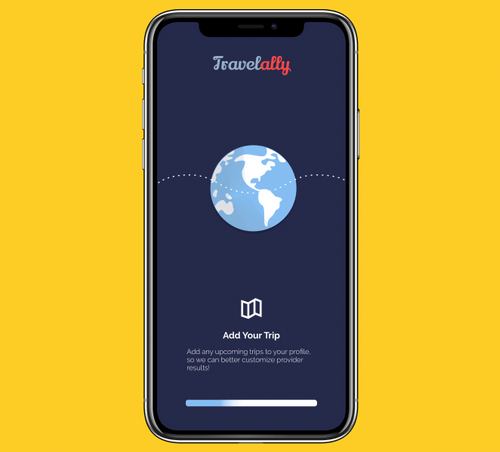 Travelally
Add Your Trip
Add any upcoming trips to your profile,
so we can better customize provider
results!